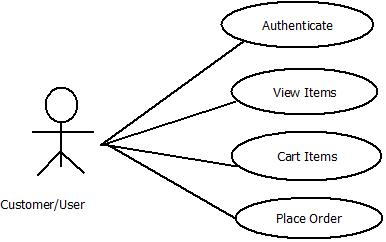 Authenticate
View Items
Cart Items
Customer/User
Place Order